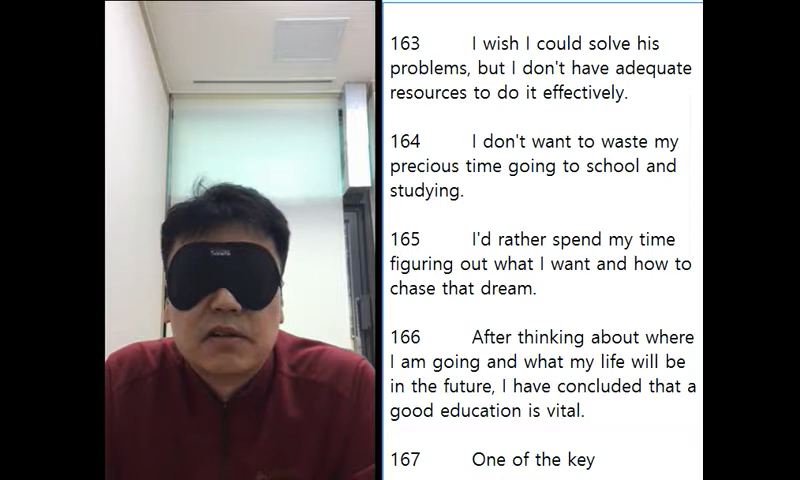 163 I wish I could solve his
problems, but I don't have adequate
resources to do it effectively.
164 I don't want to waste my
precious time going to school and
studying.
165 I'd rather spend my time
figuring out what I want and how to
chase that dream.
166 After thinking about where
I am going and what my life will be
in the future, I have concluded that a
good education is vital.
167 One of the key